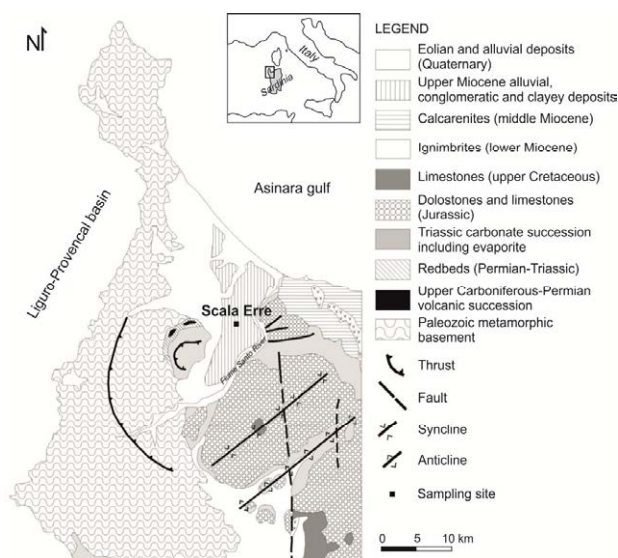 N
Italy
Sardinia
Asinara gulf
Liguro-Provencal basin
Scala Erre
Fiume Santo River
LEGEND
Eolian and alluvial deposits
(Quaternary)
Upper Miocene alluvial,
conglomeratic and clayey deposits
Calcarenites (middle Miocene)
Ignimbrites (lower Miocene)
Limestones (upper Cretaceous)
Dolostones and limestones
(Jurassic)
Triassic carbonate succession
including evaporite
Redbeds (Permian-Triassic)
Upper Carboniferous-Permian
volcanic succession
Paleozoic metamorphic
basement
Thrust
Fault
Syncline
Anticline
Sampling site
0 5 10 km